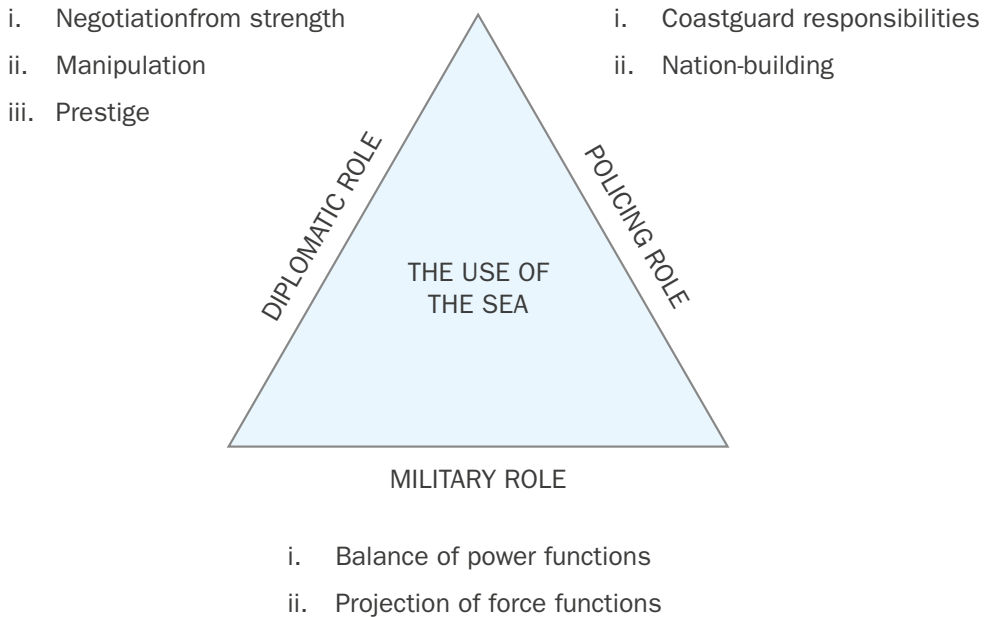 i. Negotiationfrom strength
ii. Manipulation
iii. Prestige
i. Coastguard responsibilities
ii. Nation-building
DIPLOMATIC ROLE
POLICING ROLE
THE USE OF
THE SEA
MILITARY ROLE
i. Balance of power functions
ii. Projection of force functions